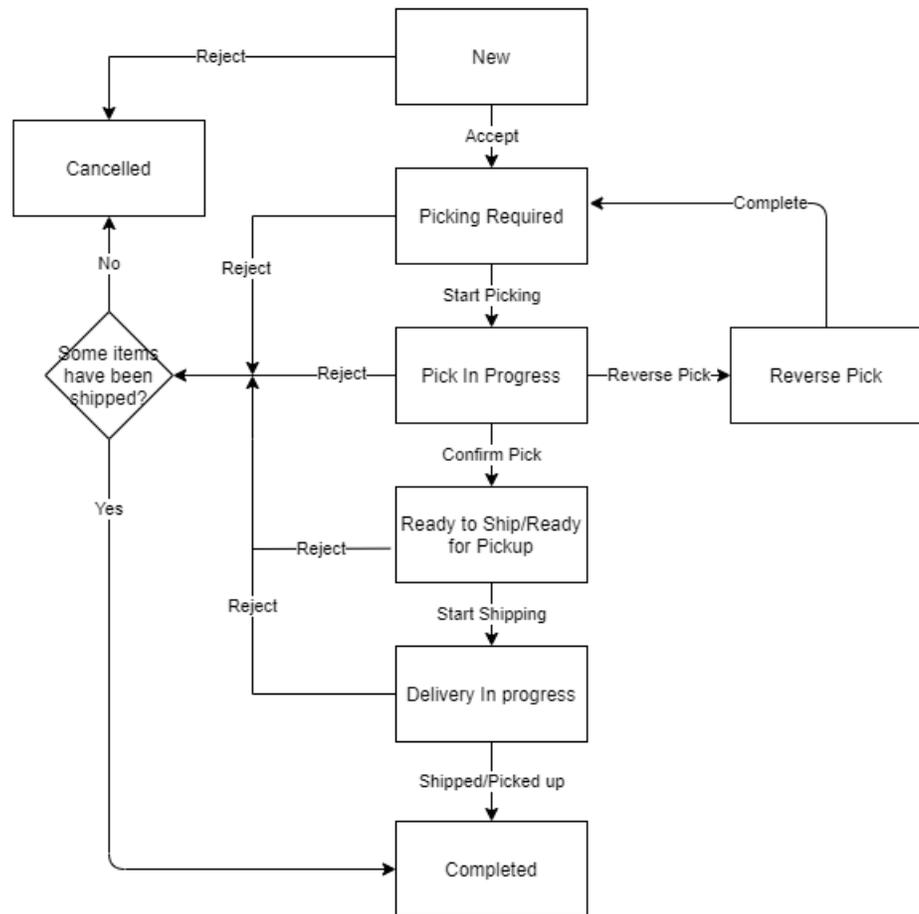 New
Reject
Accept
Cancelled
Picking Required
Complete
No
Reject
Start Picking
Some items
have been
shipped?
Reject
Pick In Progress
Reverse Pick
Reverse Pick
Confirm Pick
Yes
Ready to Ship/Ready
for Pickup
Reject
Reject
Start Shipping
Delivery In progress
Shipped/Picked up
Completed